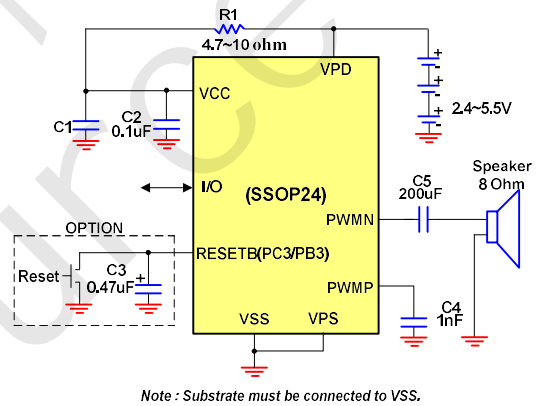 R1
4.7~10 ohm
VPD
VCC
+
-
+
-
+
-
2.4~5.5V
C1
C2
0.1uF
I/O
(SSOP24)
Speaker
8 Ohm
C5
200uF
PWMN
OPTION
Reset
RESETB(PC3/PB3)
C3
+
0.47uF
PWMP
C4
1nF
VSS
VPS
Note : Substrate must be connected to VSS.